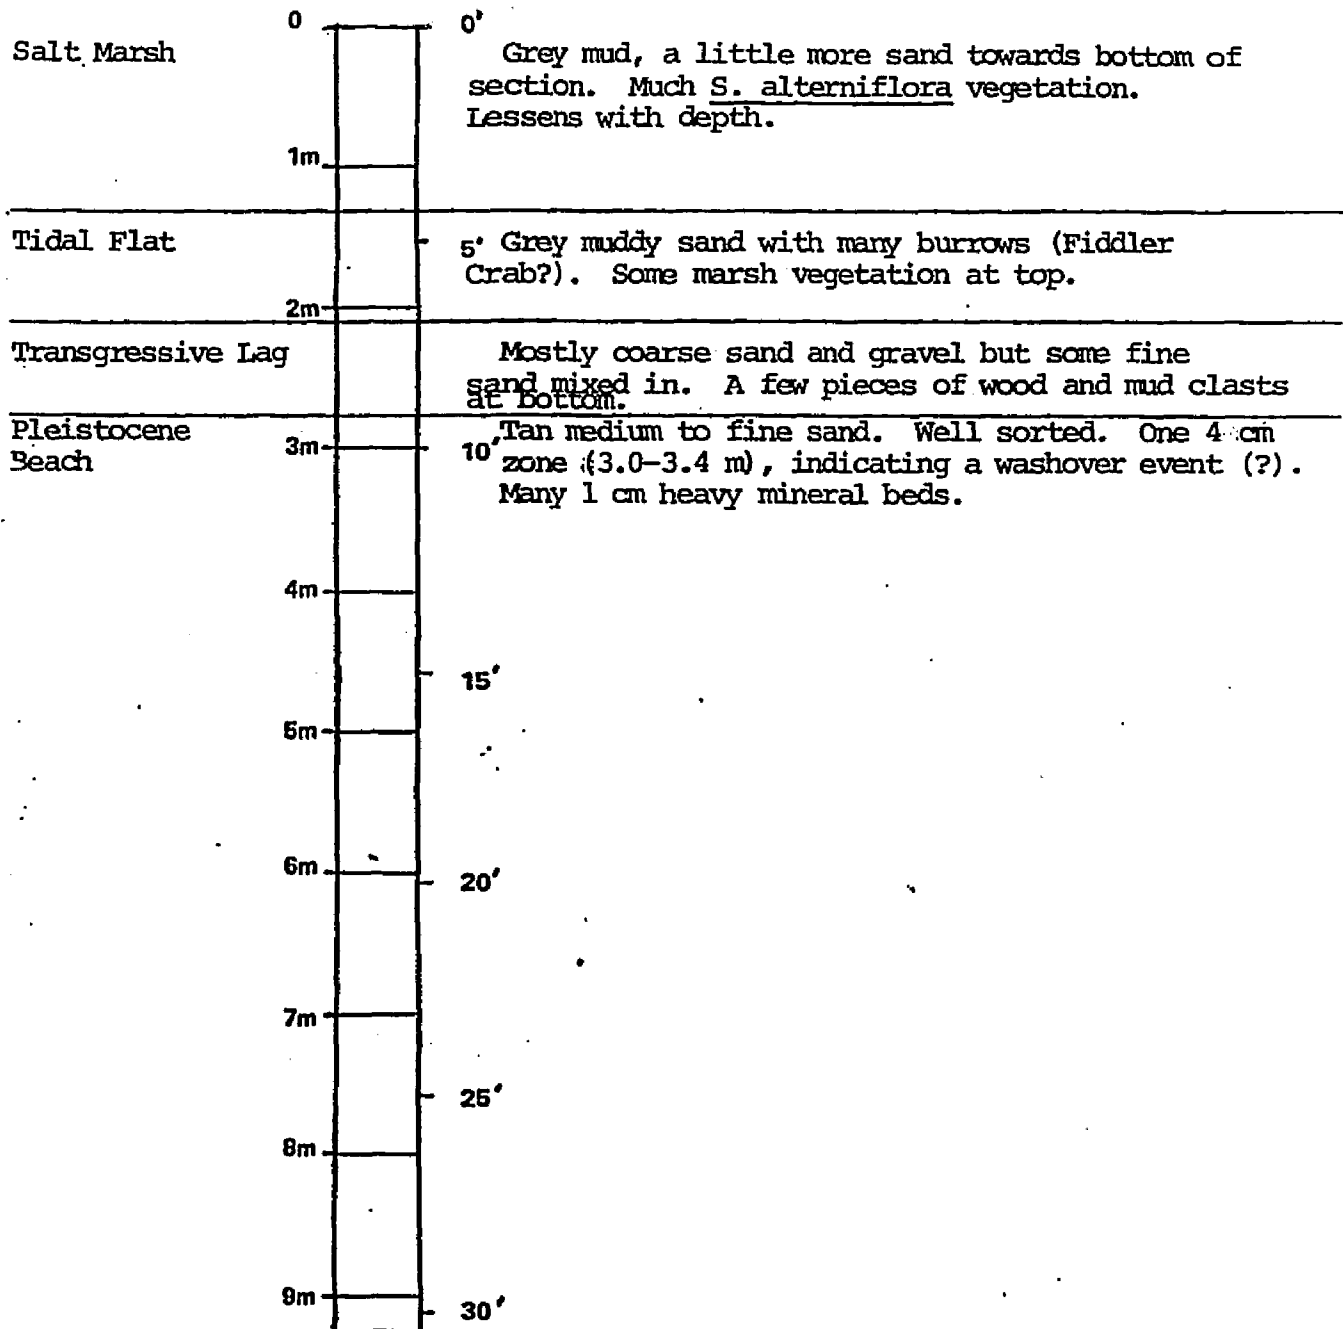 0 0'
Salt Marsh
Grey mud, a little more sand towards bottom of
section. Much S. alterniflora vegetation.
Lessens with depth.
1m
Tidal Flat
5' Grey muddy sand with many burrows (Fiddler
Crab?). Some marsh vegetation at top.
2m
Transgressive Lag
Mostly coarse sand and gravel but some fine
sand mixed in. A few pieces of wood and mud clasts
at bottom.
Pleistocene
Beach
3m
10' Tan medium to fine sand. Well sorted. One 4 cm
zone (3.0-3.4 m), indicating a washover event (?).
Many 1 cm heavy mineral beds.
4m
15'
5m
6m
20'
7m
25'
8m
9m
30'